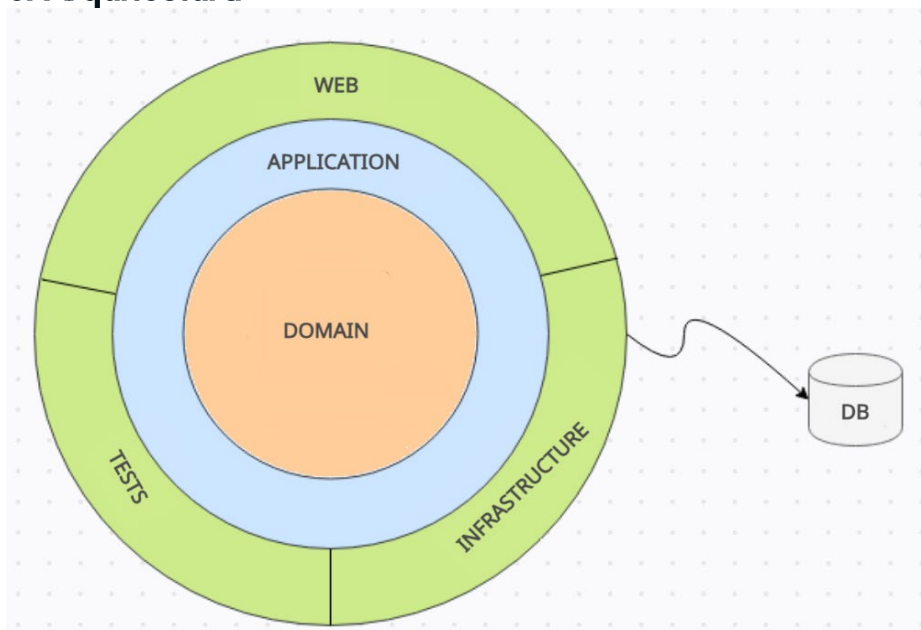 WEB
APPLICATION
DOMAIN
DB
TESTS
INFRASTRUCTURE